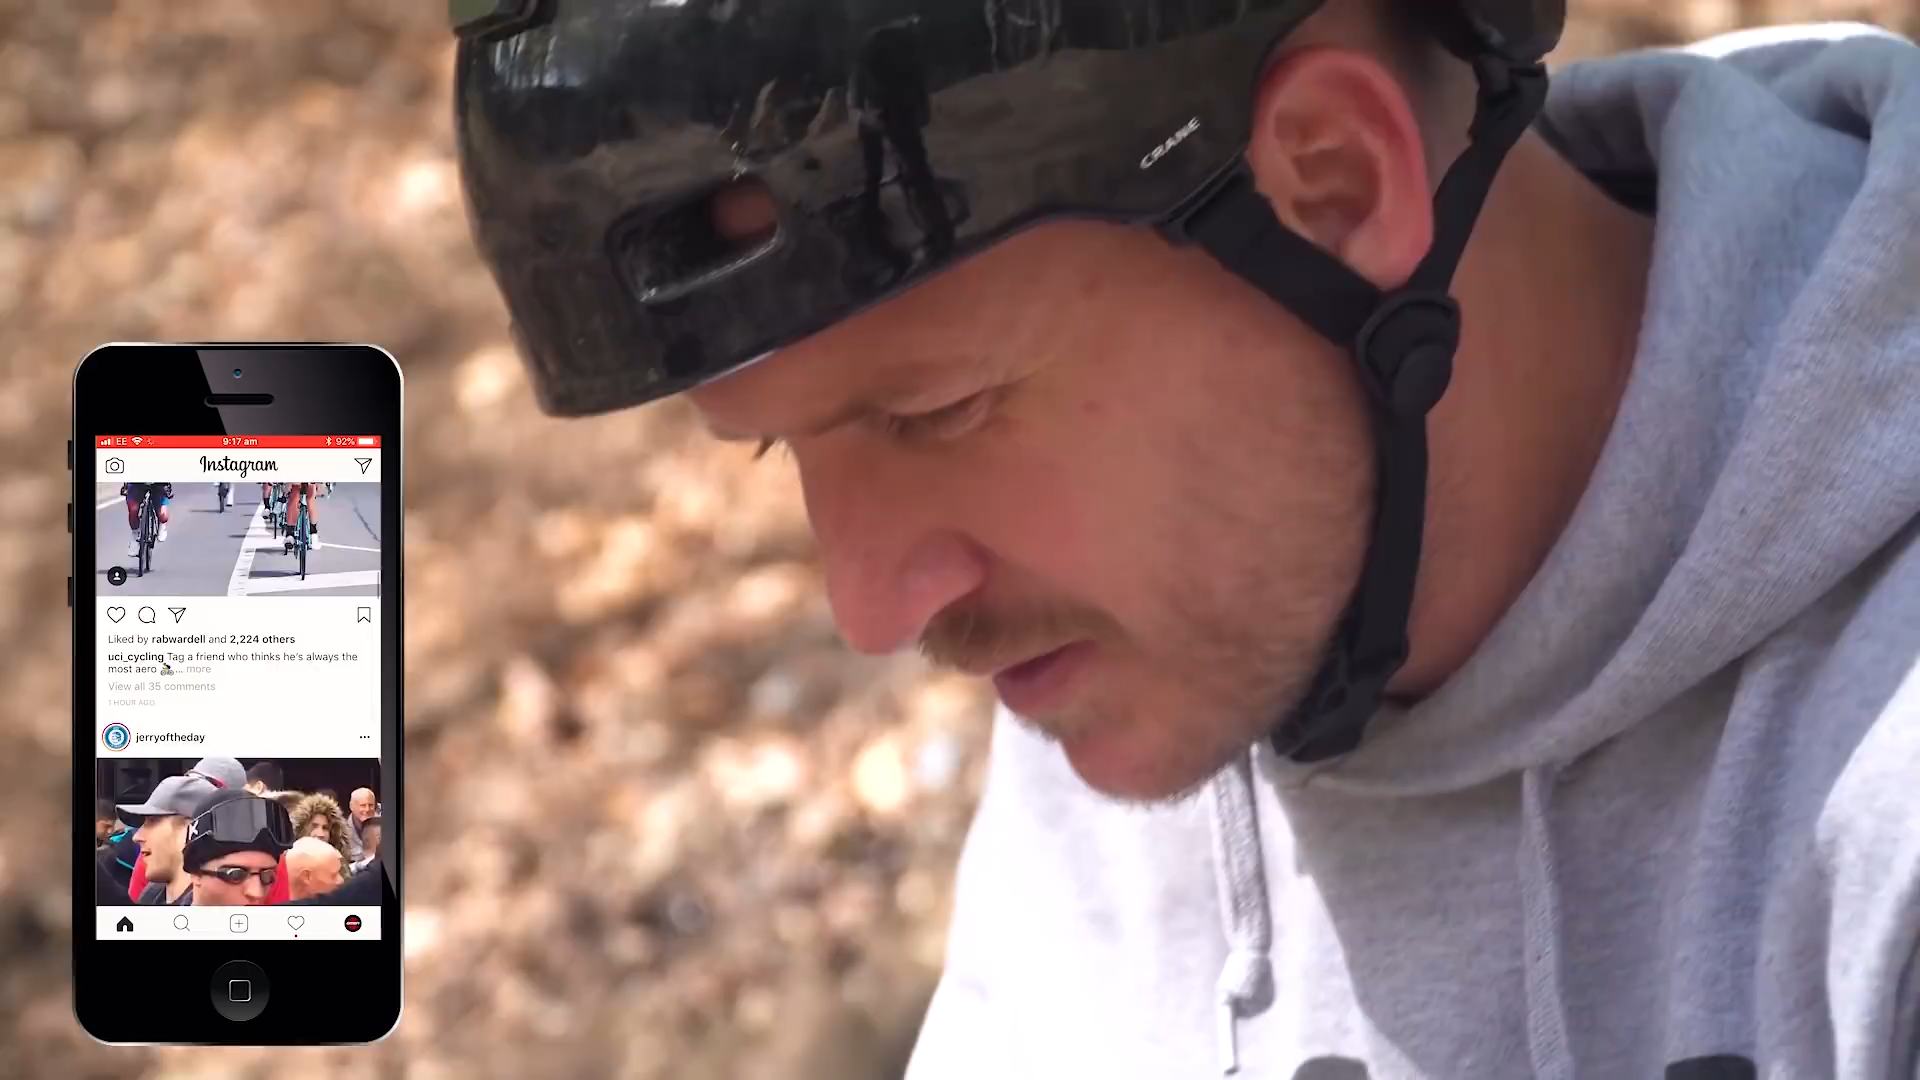 CRANE
EE 9:17 am 92%
Instagram
Liked by rabwardell and 2,224 others
uci_cycling Tag a friend who thinks he's always the
most aero 🚴... more
View all 35 comments
1 HOUR AGO
jerryoftheday